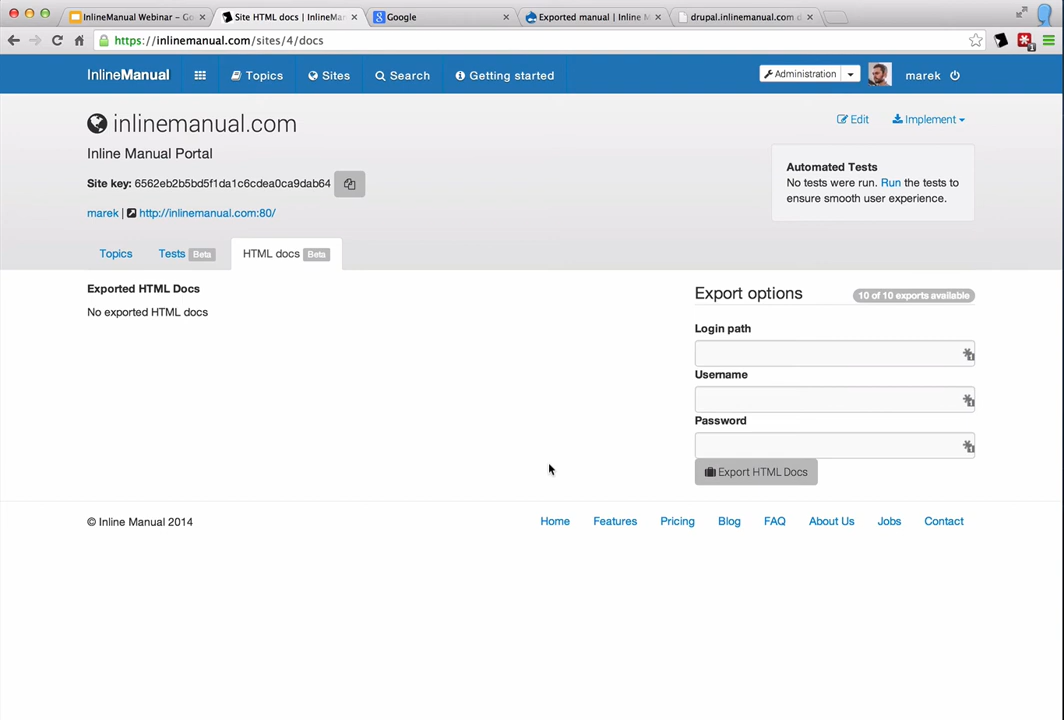 InlineManual Webinar – Go
Site HTML docs | InlineMan
Google
Exported manual | Inline M
drupal.inlinemanual.com d
https://inlinemanual.com/sites/4/docs
InlineManual
Topics
Sites
Search
Getting started
Administration
marek
inlinemanual.com
Edit
Implement
Inline Manual Portal
Automated Tests
No tests were run. Run the tests to
ensure smooth user experience.
Site key: 6562eb2b5bd5f1da1c6cdea0ca9dab64
marek | http://inlinemanual.com:80/
Topics
Tests Beta
HTML docs Beta
Exported HTML Docs
No exported HTML docs
Export options
10 of 10 exports available
Login path
Username
Password
Export HTML Docs
© Inline Manual 2014
Home
Features
Pricing
Blog
FAQ
About Us
Jobs
Contact